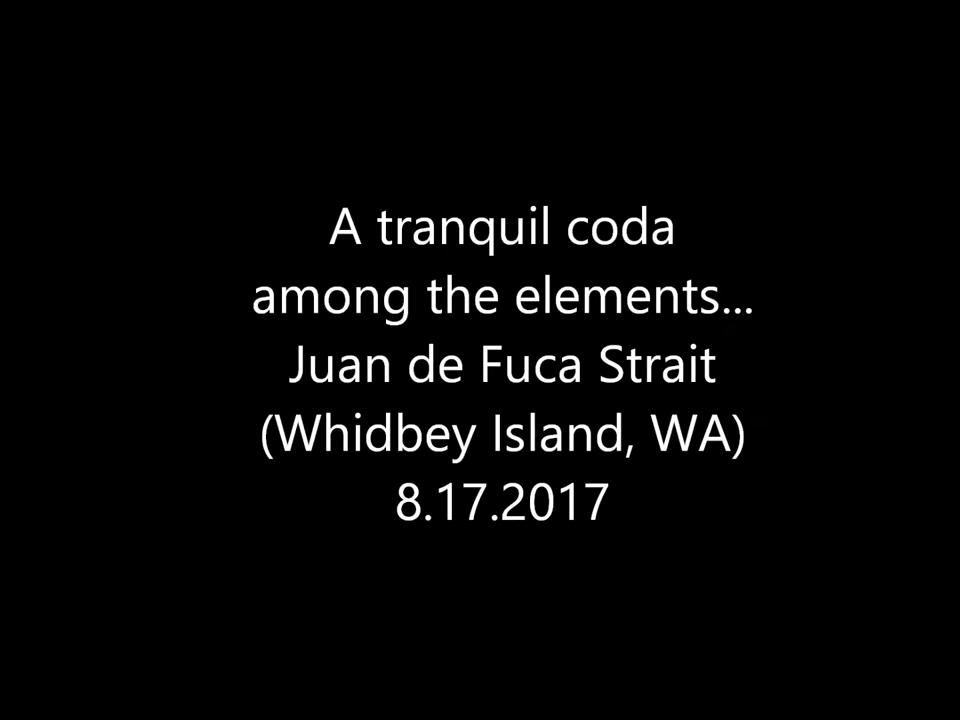 A tranquil coda
among the elements...
Juan de Fuca Strait
(Whidbey Island, WA)
8.17.2017